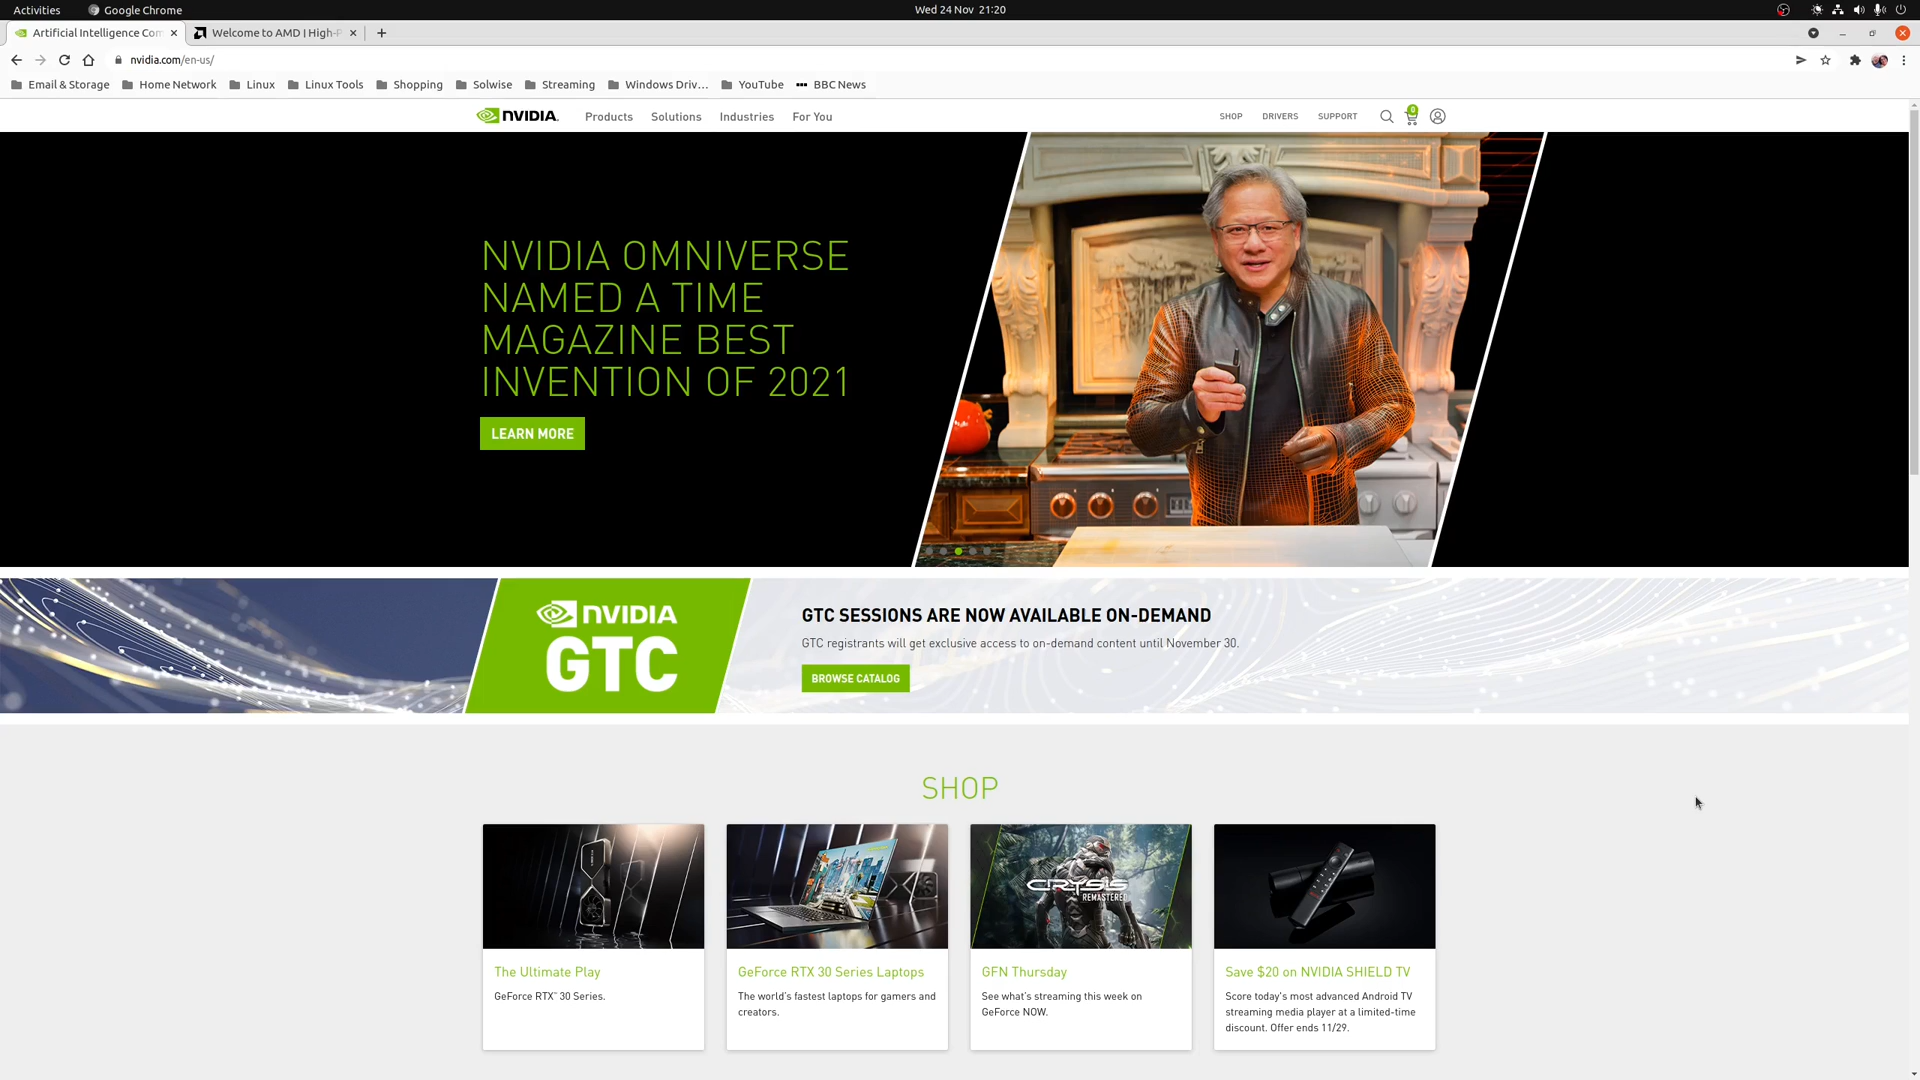 Activities
Google Chrome
Wed 24 Nov 21:20
Artificial Intelligence Com
Welcome to AMD | High-P
nvidia.com/en-us/
Email & Storage
Home Network
Linux
Linux Tools
Shopping
Solwise
Streaming
Windows Driv...
YouTube
BBC News
NVIDIA.
Products
Solutions
Industries
For You
SHOP
DRIVERS
SUPPORT
0
NVIDIA OMNIVERSE
NAMED A TIME
MAGAZINE BEST
INVENTION OF 2021
LEARN MORE
NVIDIA
GTC
GTC SESSIONS ARE NOW AVAILABLE ON-DEMAND
GTC registrants will get exclusive access to on-demand content until November 30.
BROWSE CATALOG
SHOP
CRYSIS
REMASTERED
The Ultimate Play
GeForce RTX™ 30 Series.
GeForce RTX 30 Series Laptops
The world's fastest laptops for gamers and
creators.
GFN Thursday
See what's streaming this week on
GeForce NOW.
Save $20 on NVIDIA SHIELD TV
Score today's most advanced Android TV
streaming media player at a limited-time
discount. Offer ends 11/29.